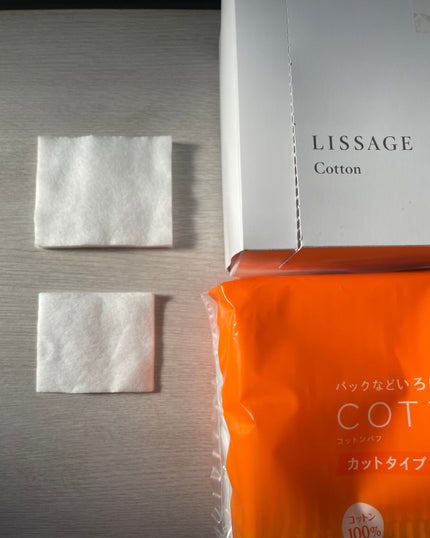 LISSAGE
Cotton
パックなどいろ
COT
コットンパフ
カットタイプ
コットン
100%